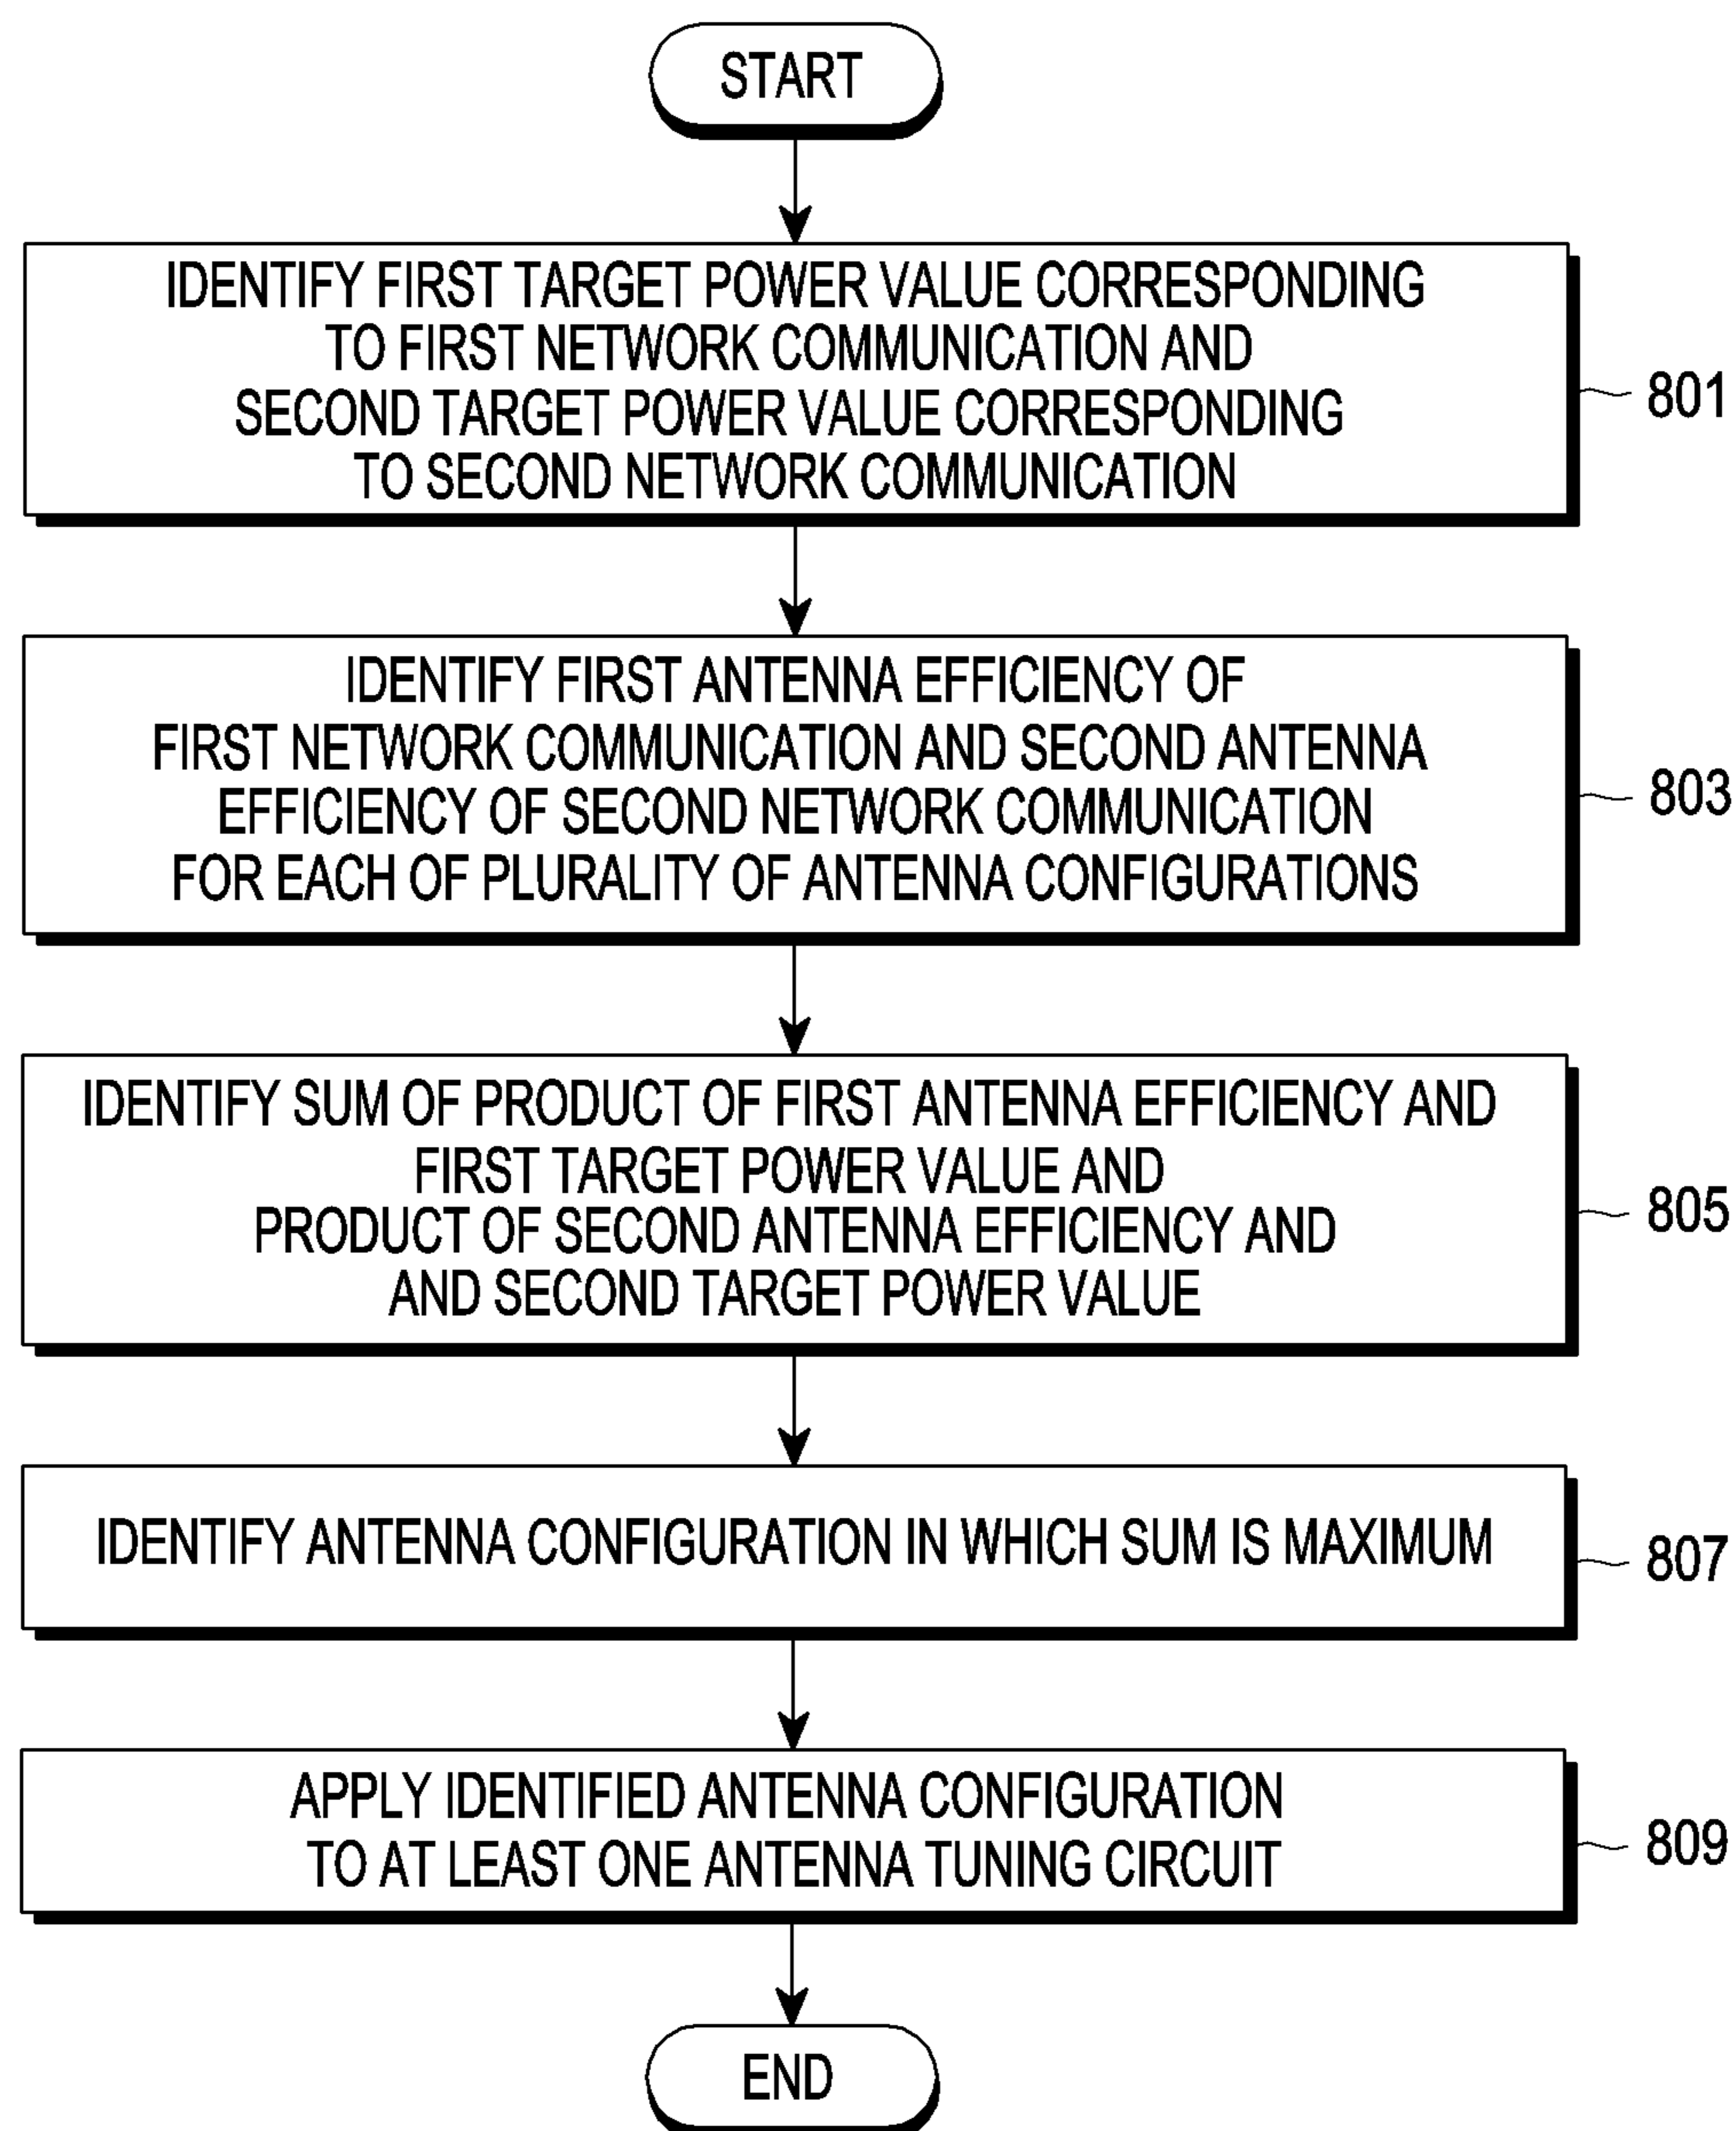 START
IDENTIFY FIRST TARGET POWER VALUE CORRESPONDING
TO FIRST NETWORK COMMUNICATION AND
SECOND TARGET POWER VALUE CORRESPONDING
TO SECOND NETWORK COMMUNICATION
801
IDENTIFY FIRST ANTENNA EFFICIENCY OF
FIRST NETWORK COMMUNICATION AND SECOND ANTENNA
EFFICIENCY OF SECOND NETWORK COMMUNICATION
FOR EACH OF PLURALITY OF ANTENNA CONFIGURATIONS
803
IDENTIFY SUM OF PRODUCT OF FIRST ANTENNA EFFICIENCY AND
FIRST TARGET POWER VALUE AND
PRODUCT OF SECOND ANTENNA EFFICIENCY AND
AND SECOND TARGET POWER VALUE
805
IDENTIFY ANTENNA CONFIGURATION IN WHICH SUM IS MAXIMUM
807
APPLY IDENTIFIED ANTENNA CONFIGURATION
TO AT LEAST ONE ANTENNA TUNING CIRCUIT
809
END